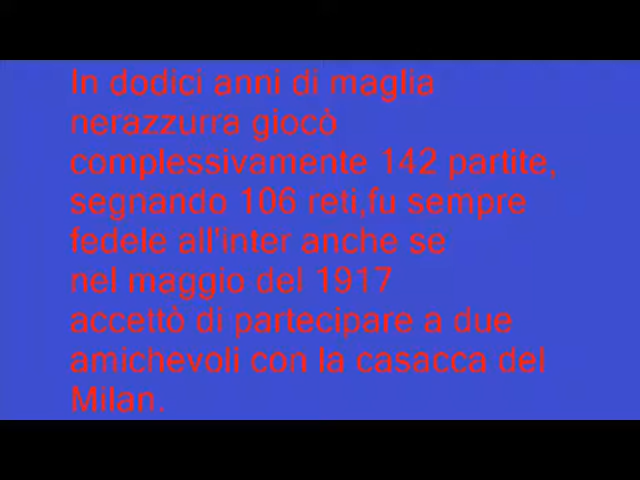 In dodici anni di maglia
nerazzurra giocò
complessivamente 142 partite,
segnando 106 reti,fu sempre
fedele all'inter anche se
nel maggio del 1917
accettò di partecipare a due
amichevoli con la casacca del
Milan.